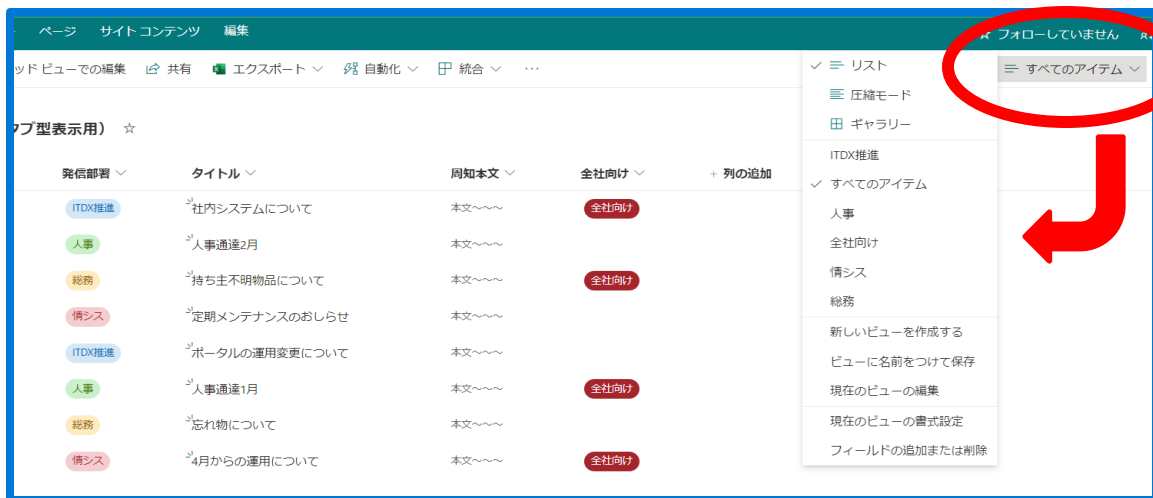 ページ サイト コンテンツ 編集 フォローしていません
ッド ビューでの編集 共有 エクスポート 自動化 統合 … すべてのアイテム
タブ型表示用）
発信部署 タイトル 周知本文 全社向け + 列の追加
ITDX推進 社内システムについて 本文～～～ 全社向け
人事 人事通達2月 本文～～～
総務 持ち主不明物品について 本文～～～ 全社向け
情シス 定期メンテナンスのおしらせ 本文～～～
ITDX推進 ポータルの運用変更について 本文～～～
人事 人事通達1月 本文～～～ 全社向け
総務 忘れ物について 本文～～～
情シス 4月からの運用について 本文～～～ 全社向け
リスト
圧縮モード
ギャラリー
ITDX推進
すべてのアイテム
人事
全社向け
情シス
総務
新しいビューを作成する
ビューに名前をつけて保存
現在のビューの編集
現在のビューの書式設定
フィールドの追加または削除